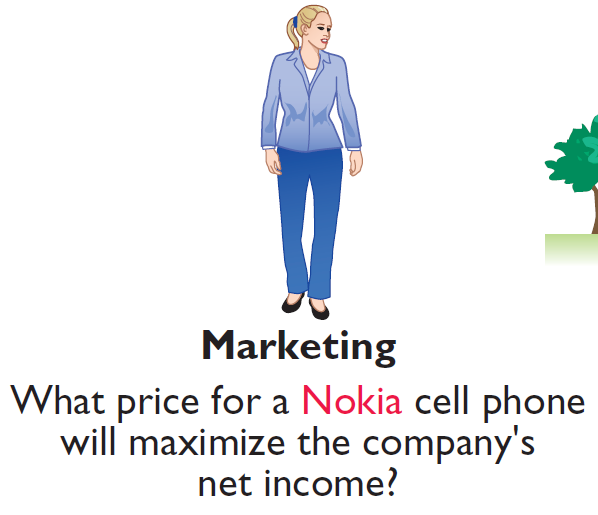 Marketing
What price for a Nokia cell phone
will maximize the company's
net income?